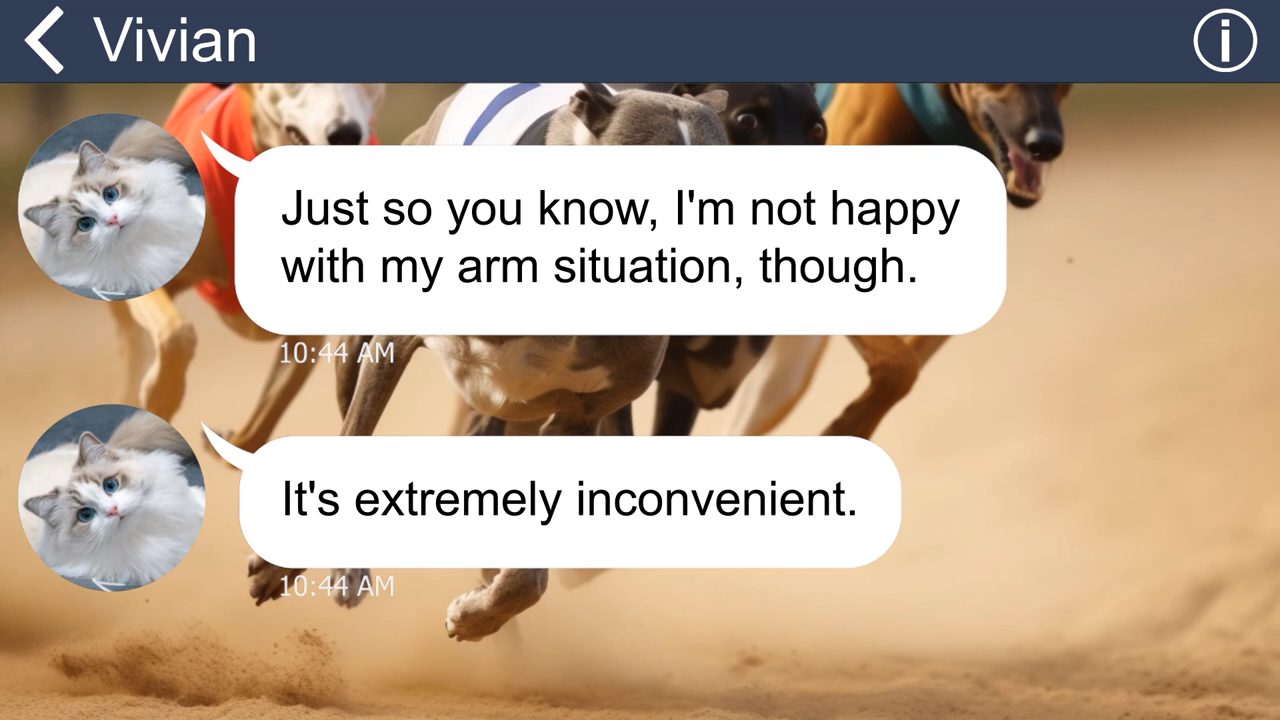 Vivian
Just so you know, I'm not happy
with my arm situation, though.
10:44 AM
It's extremely inconvenient.
10:44 AM